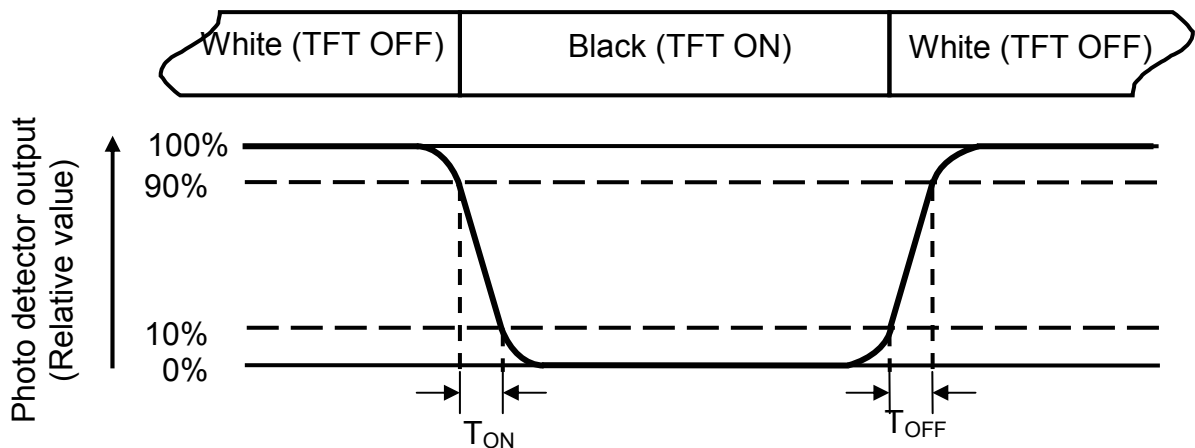 White (TFT OFF)
Black (TFT ON)
White (TFT OFF)
Photo detector output
(Relative value)
100%
90%
10%
0%
TON
TOFF